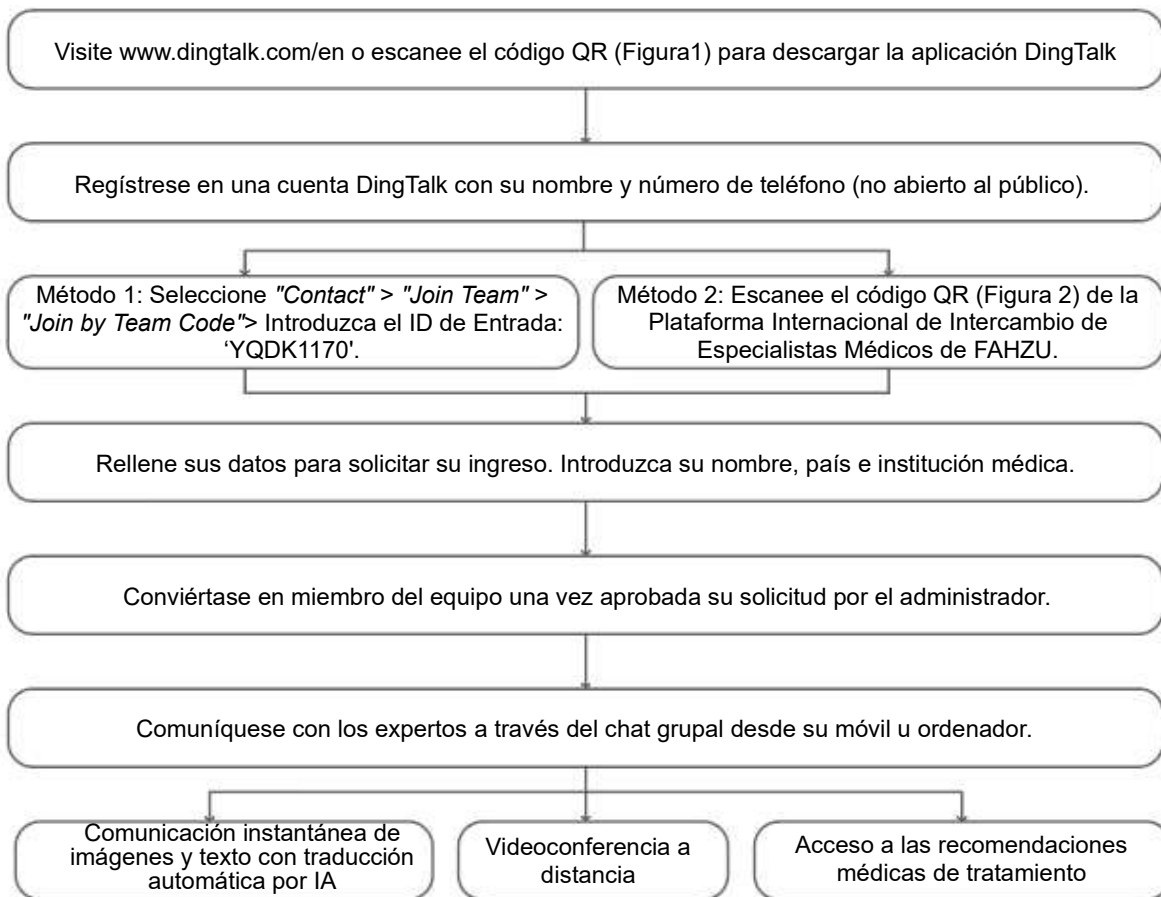 Visite www.dingtalk.com/en o escanee el código QR (Figura1) para descargar la aplicación DingTalk
Regístrese en una cuenta DingTalk con su nombre y número de teléfono (no abierto al público).
Método 1: Seleccione "Contact" > "Join Team" >
"Join by Team Code"> Introduzca el ID de Entrada:
‘YQDK1170'.
Método 2: Escanee el código QR (Figura 2) de la
Plataforma Internacional de Intercambio de
Especialistas Médicos de FAHZU.
Rellene sus datos para solicitar su ingreso. Introduzca su nombre, país e institución médica.
Conviértase en miembro del equipo una vez aprobada su solicitud por el administrador.
Comuníquese con los expertos a través del chat grupal desde su móvil u ordenador.
Comunicación instantánea de
imágenes y texto con traducción
automática por IA
Videoconferencia a
distancia
Acceso a las recomendaciones
médicas de tratamiento